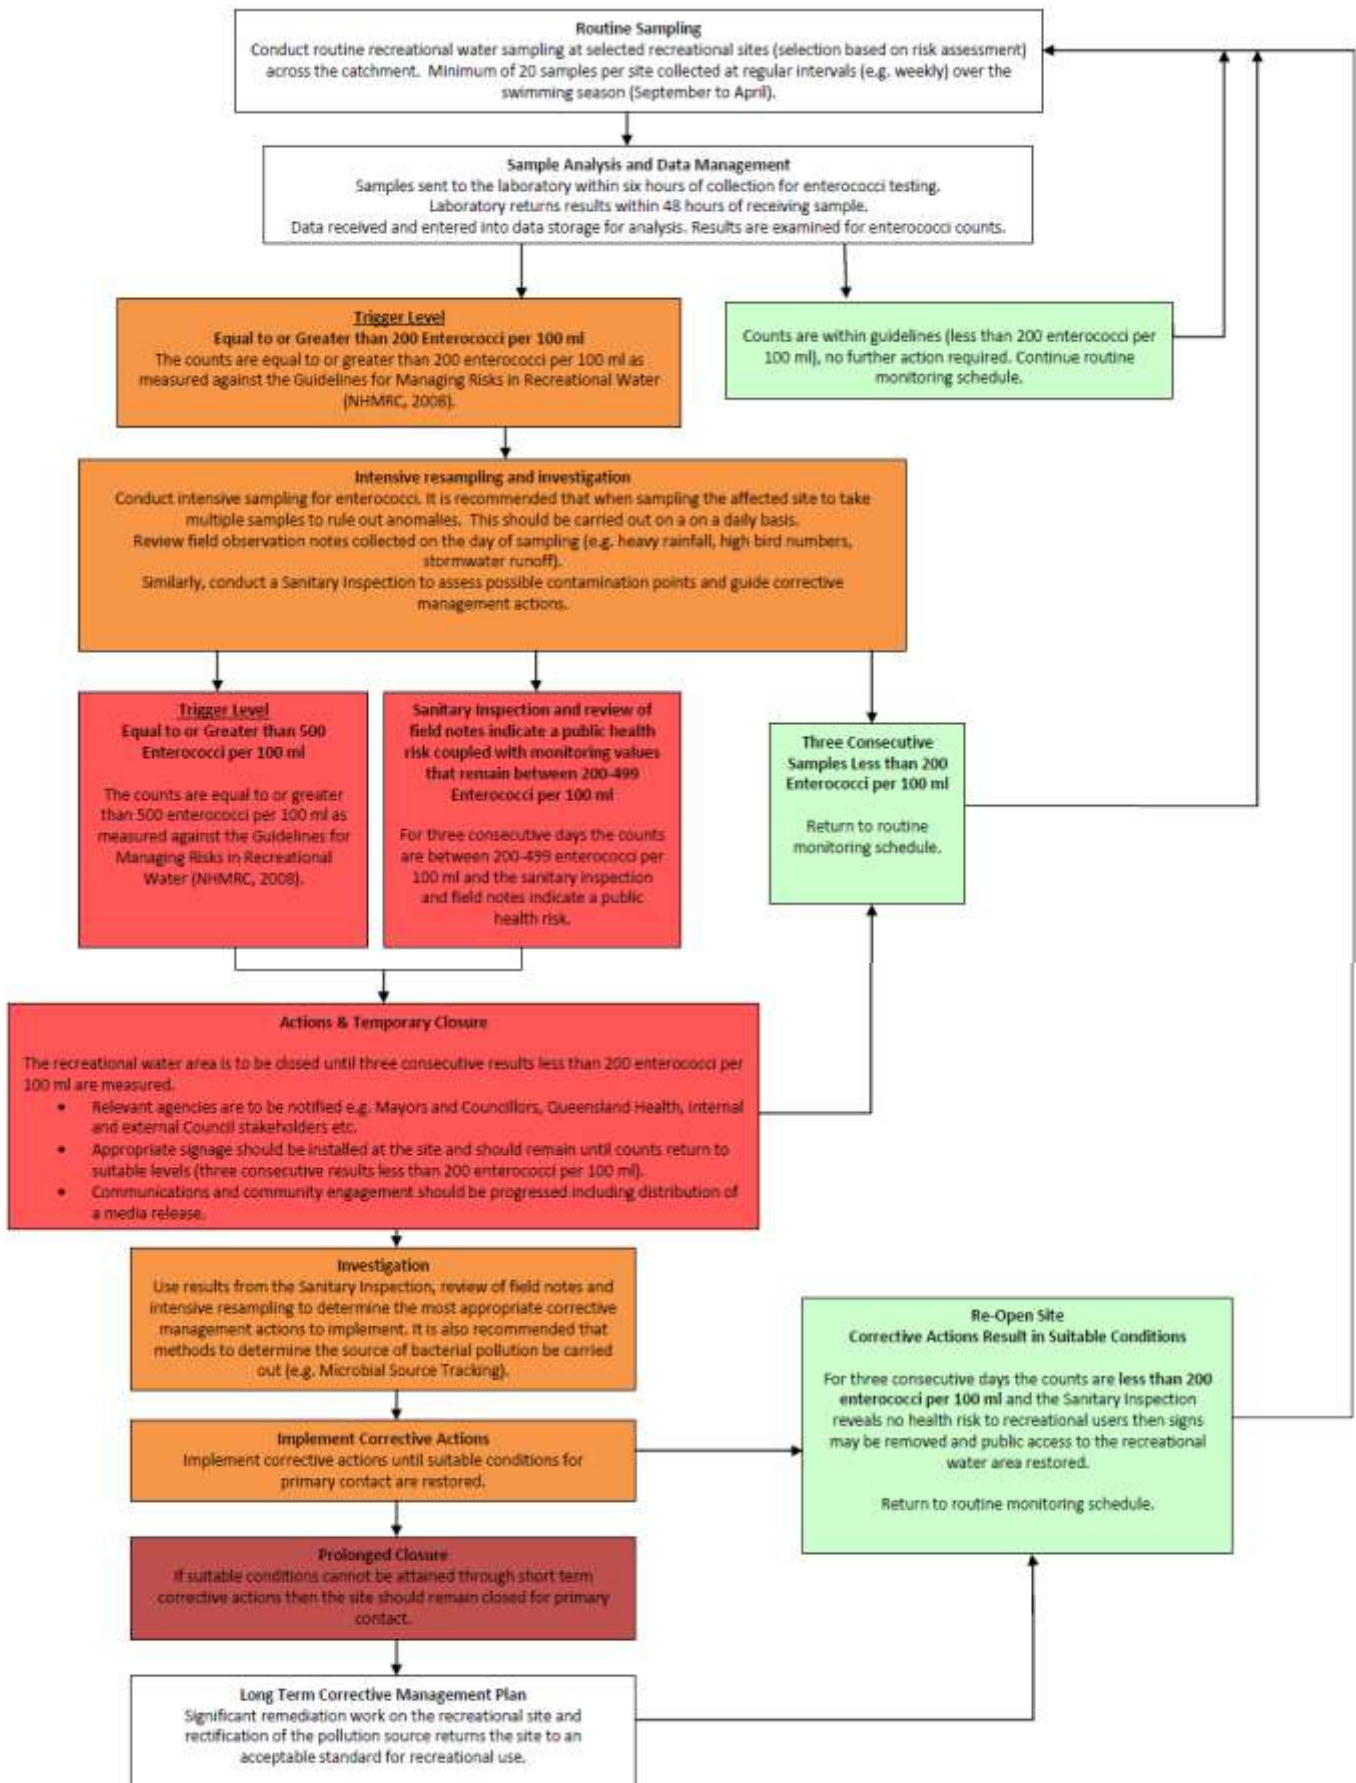 Routine Sampling
Conduct routine recreational water sampling at selected recreational sites (selection based on risk assessment)
across the catchment. Minimum of 20 samples per site collected at regular intervals (e.g. weekly) over the
swimming season (September to April).
Sample Analysis and Data Management
Samples sent to the laboratory within six hours of collection for enterococci testing.
Laboratory returns results within 48 hours of receiving sample.
Data received and entered into data storage for analysis. Results are examined for enterococci counts.
Trigger Level
Equal to or Greater than 200 Enterococci per 100 ml
The counts are equal to or greater than 200 enterococci per 100 ml as
measured against the Guidelines for Managing Risks in Recreational Water
(NHMRC, 2008).
Counts are within guidelines (less than 200 enterococci per
100 ml), no further action required. Continue routine
monitoring schedule.
Intensive resampling and investigation
Conduct intensive sampling for enterococci. It is recommended that when sampling the affected site to take
multiple samples to rule out anomalies. This should be carried out on a on a daily basis.
Review field observation notes collected on the day of sampling (e.g. heavy rainfall, high bird numbers,
stormwater runoff).
Similarly, conduct a Sanitary Inspection to assess possible contamination points and guide corrective
management actions.
Trigger Level
Equal to or Greater than 500
Enterococci per 100 ml
The counts are equal to or greater
than 500 enterococci per 100 ml as
measured against the Guidelines for
Managing Risks in Recreational
Water (NHMRC, 2008).
Sanitary Inspection and review of
field notes indicate a public health
risk coupled with monitoring values
that remain between 200-499
Enterococci per 100 ml
For three consecutive days the counts
are between 200-499 enterococci per
100 ml and the sanitary inspection
and field notes indicate a public
health risk.
Three Consecutive
Samples Less than 200
Enterococci per 100 ml
Return to routine
monitoring schedule.
Actions & Temporary Closure
The recreational water area is to be closed until three consecutive results less than 200 enterococci per
100 ml are measured.
• Relevant agencies are to be notified e.g. Mayors and Councillors, Queensland Health, Internal
and external Council stakeholders etc.
• Appropriate signage should be installed at the site and should remain until counts return to
suitable levels (three consecutive results less than 200 enterococci per 100 ml).
• Communications and community engagement should be progressed including distribution of
a media release.
Investigation
Use results from the Sanitary Inspection, review of field notes and
intensive resampling to determine the most appropriate corrective
management actions to implement. It is also recommended that
methods to determine the source of bacterial pollution be carried
out (e.g. Microbial Source Tracking).
Implement Corrective Actions
Implement corrective actions until suitable conditions for
primary contact are restored.
Re-Open Site
Corrective Actions Result in Suitable Conditions
For three consecutive days the counts are less than 200
enterococci per 100 ml and the Sanitary Inspection
reveals no health risk to recreational users then signs
may be removed and public access to the recreational
water area restored.
Return to routine monitoring schedule.
Prolonged Closure
If suitable conditions cannot be attained through short term
corrective actions then the site should remain closed for primary
contact.
Long Term Corrective Management Plan
Significant remediation work on the recreational site and
rectification of the pollution source returns the site to an
acceptable standard for recreational use.